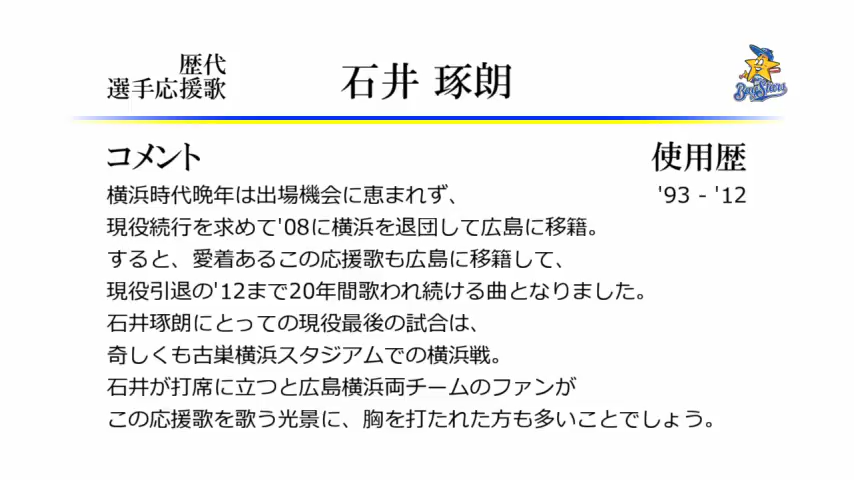 歴代
選手応援歌
石井 琢朗
BayStars
コメント
使用歴
横浜時代晩年は出場機会に恵まれず、
'93 - '12
現役続行を求めて'08に横浜を退団して広島に移籍。
すると、愛着あるこの応援歌も広島に移籍して、
現役引退の'12まで20年間歌われ続ける曲となりました。
石井琢朗にとっての現役最後の試合は、
奇しくも古巣横浜スタジアムでの横浜戦。
石井が打席に立つと広島横浜両チームのファンが
この応援歌を歌う光景に、胸を打たれた方も多いことでしょう。